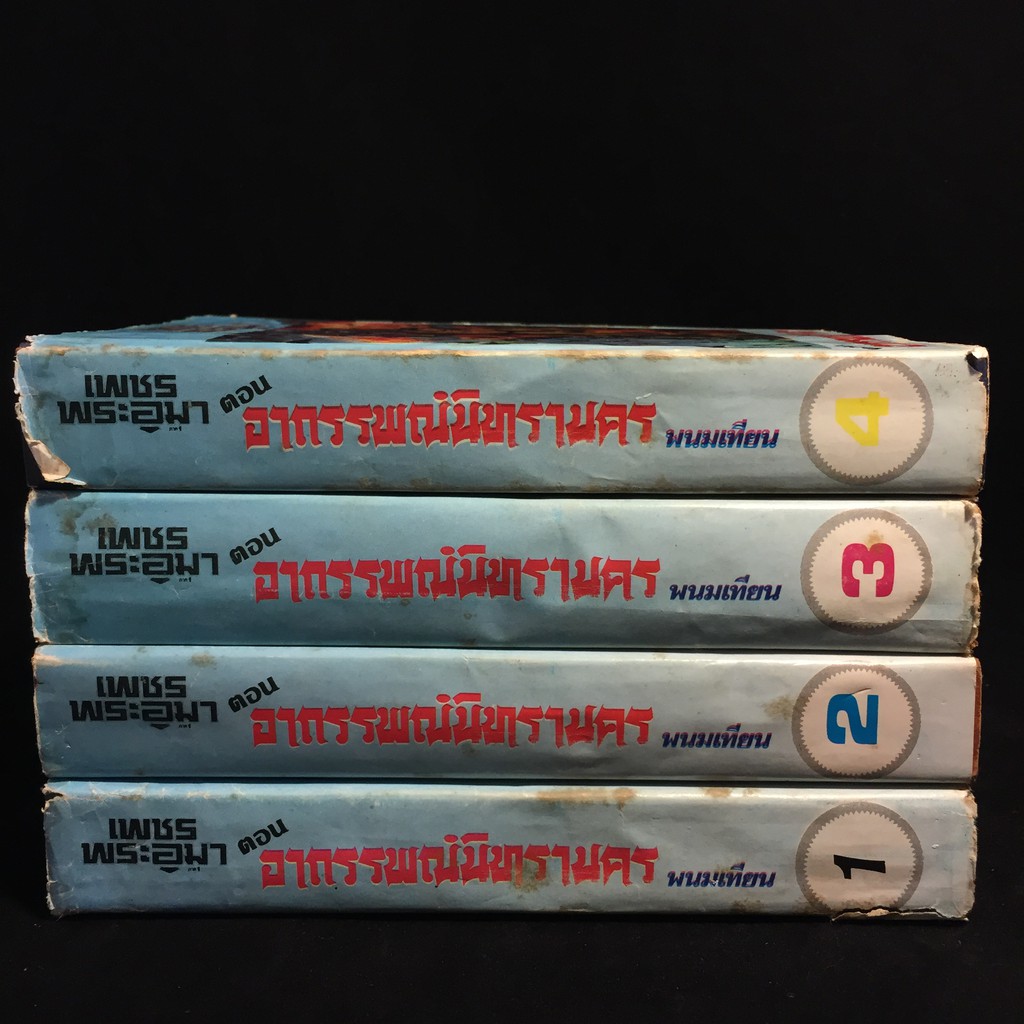 เพชร
พระอุมา
ตอน
อาถรรพณ์นิทรานคร
พนมเทียน
4
เพชร
พระอุมา
ตอน
อาถรรพณ์นิทรานคร
พนมเทียน
3
เพชร
พระอุมา
ตอน
อาถรรพณ์นิทรานคร
พนมเทียน
2
เพชร
พระอุมา
ตอน
อาถรรพณ์นิทรานคร
พนมเทียน
1